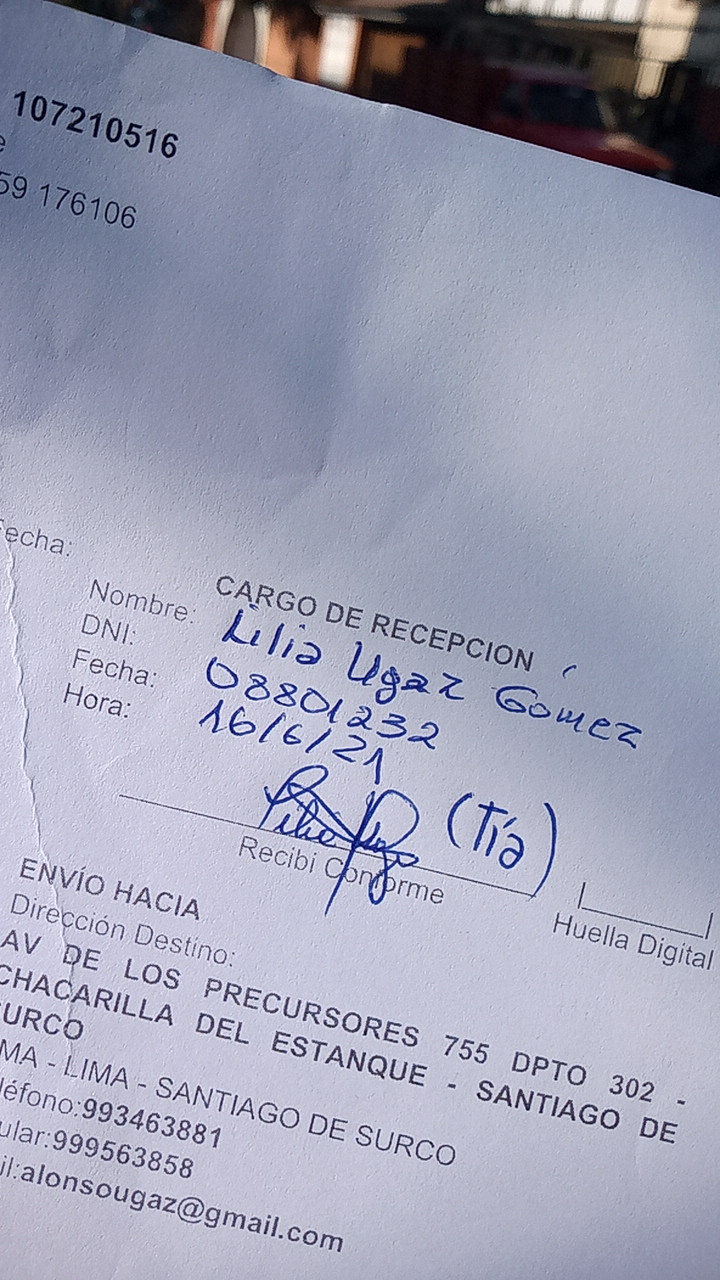 107210516
59 176106
Fecha:
CARGO DE RECEPCION
Nombre: Lilia Ugaz Gomez
DNI: 08801232
Fecha: 16/6/21
Hora:
(Tía)
Recibi Conforme
Huella Digital
ENVÍO HACIA
Dirección Destino:
AV DE LOS PRECURSORES 755 DPTO 302 -
CHACARILLA DEL ESTANQUE - SANTIAGO DE
SURCO
MA - LIMA - SANTIAGO DE SURCO
léfono:993463881
ular:999563858
il:alonsougaz@gmail.com